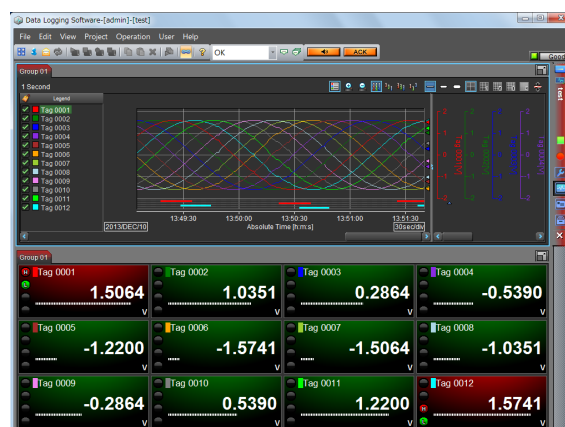 Data Logging Software-[admin]-[test]
File Edit View Project Operation User Help
OK
ACK
Good
Group 01
1 Second
Legend
Tag 0001
Tag 0002
Tag 0003
Tag 0004
Tag 0005
Tag 0006
Tag 0007
Tag 0008
Tag 0009
Tag 0010
Tag 0011
Tag 0012
13:49:30 13:50:00 13:50:30 13:51:00 13:51:30
2013/DEC/10 Absolute Time [h:m:s] 30sec/div
test
Group 01
Tag 0001 Tag 0002 Tag 0003 Tag 0004
1.5064 1.0351 0.2864 -0.5390
V V V V
Tag 0005 Tag 0006 Tag 0007 Tag 0008
-1.2200 -1.5741 -1.5064 -1.0351
V V V V
Tag 0009 Tag 0010 Tag 0011 Tag 0012
-0.2864 0.5390 1.2200 1.5741
V V V V